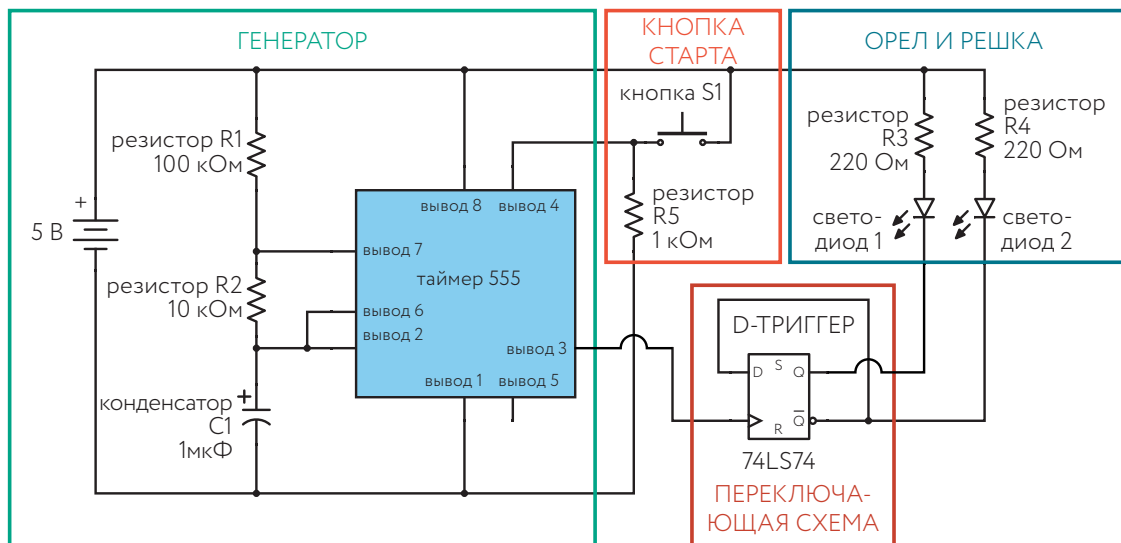 ГЕНЕРАТОР
КНОПКА
СТАРТА
ОРЕЛ И РЕШКА
кнопка S1
резистор R1
100 кОм
резистор
R3
220 Ом
резистор
R4
220 Ом
+
5 В
вывод 8
вывод 4
резистор
R5
1 кОм
свето-
диод 1
свето-
диод 2
вывод 7
таймер 555
резистор R2
10 кОм
вывод 6
вывод 2
вывод 3
вывод 1
вывод 5
D-ТРИГГЕР
D
S
Q
R
Q̅
74LS74
+
конденсатор
C1
1мкФ
ПЕРЕКЛЮЧА-
ЮЩАЯ СХЕМА